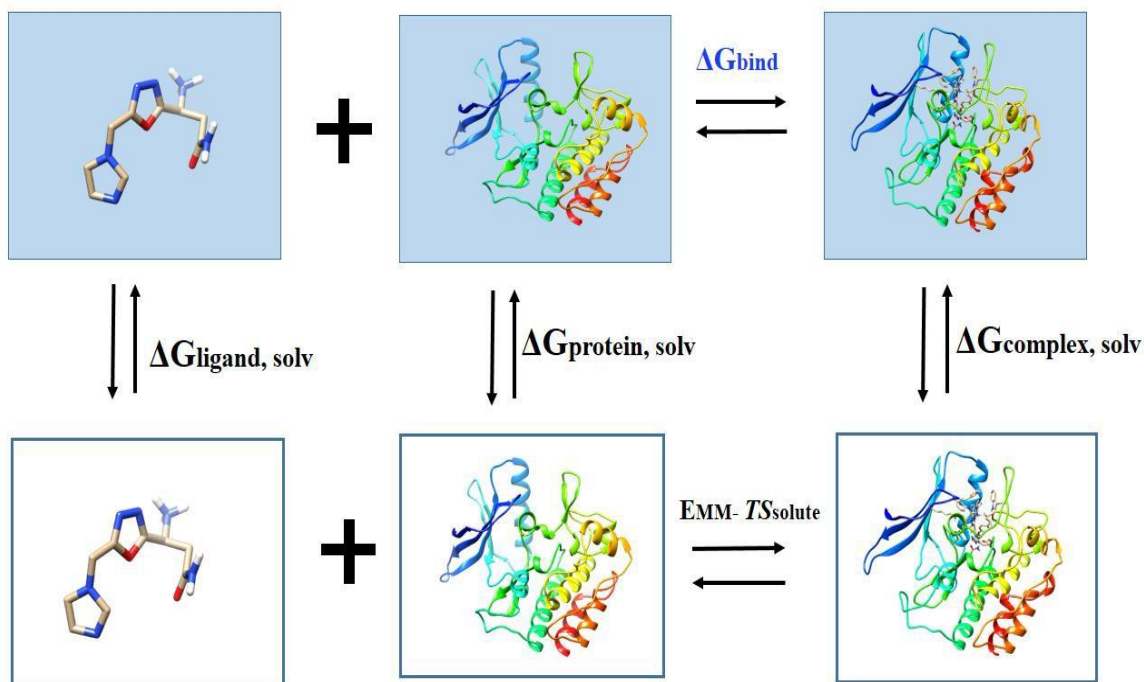 +
ΔGbind
ΔGligand, solv
ΔGprotein, solv
ΔGcomplex, solv
+
EMM- TSsolute